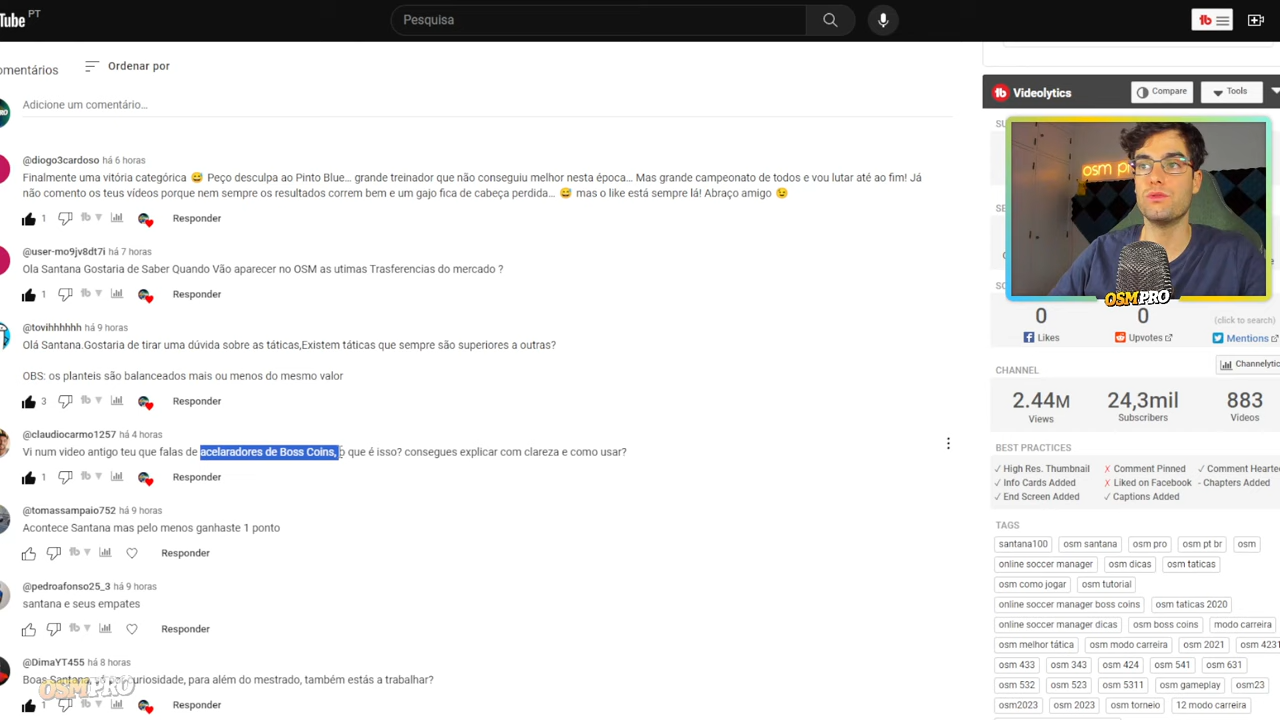 Tube PT
Pesquisa
omentários
Ordenar por
Adicione um comentário...
@diogo3cardoso há 6 horas
Finalmente uma vitória categórica 😅 Peço desculpa ao Pinto Blue... grande treinador que não conseguiu melhor nesta época... Mas grande campeonato de todos e vou lutar até ao fim! Já
não comento os teus vídeos porque nem sempre os resultados correm bem e um gajo fica de cabeça perdida... 😅 mas o like está sempre lá! Abraço amigo 😉
1 Responder
@user-mo9jv8dt7i há 7 horas
Ola Santana Gostaria de Saber Quando Vão aparecer no OSM as utimas Trasferencias do mercado ?
1 Responder
@tovihhhhhh há 9 horas
Olá Santana.Gostaria de tirar uma dúvida sobre as táticas,Existem táticas que sempre são superiores a outras?
OBS: os planteis são balanceados mais ou menos do mesmo valor
3 Responder
@claudiocarmo1257 há 4 horas
Vi num video antigo teu que falas de acelaradores de Boss Coins, o que é isso? consegues explicar com clareza e como usar?
1 Responder
@tomassampaio752 há 9 horas
Acontece Santana mas pelo menos ganhaste 1 ponto
Responder
@pedroafonso25_3 há 9 horas
santana e seus empates
Responder
@DimaYT455 há 8 horas
Boas Santana, uriosidade, para além do mestrado, também estás a trabalhar?
1 Responder
OSM PRO
Videolytics Compare Tools
osm pro
OSM PRO
0 0 (click to search)
Likes Upvotes Mentions
CHANNEL Channelytic
2.44M 24,3mil 883
Views Subscribers Videos
BEST PRACTICES
✓ High Res. Thumbnail ✗ Comment Pinned ✓ Comment Hearte
✓ Info Cards Added ✗ Liked on Facebook - Chapters Added
✓ End Screen Added ✓ Captions Added
TAGS
santana100 osm santana osm pro osm pt br osm
online soccer manager osm dicas osm taticas
osm como jogar osm tutorial
online soccer manager boss coins osm taticas 2020
online soccer manager dicas osm boss coins modo carreira
osm melhor tática osm modo carreira osm 2021 osm 4231
osm 433 osm 343 osm 424 osm 541 osm 631
osm 532 osm 523 osm 5311 osm gameplay osm23
osm2023 osm 2023 osm torneio 12 modo carreira